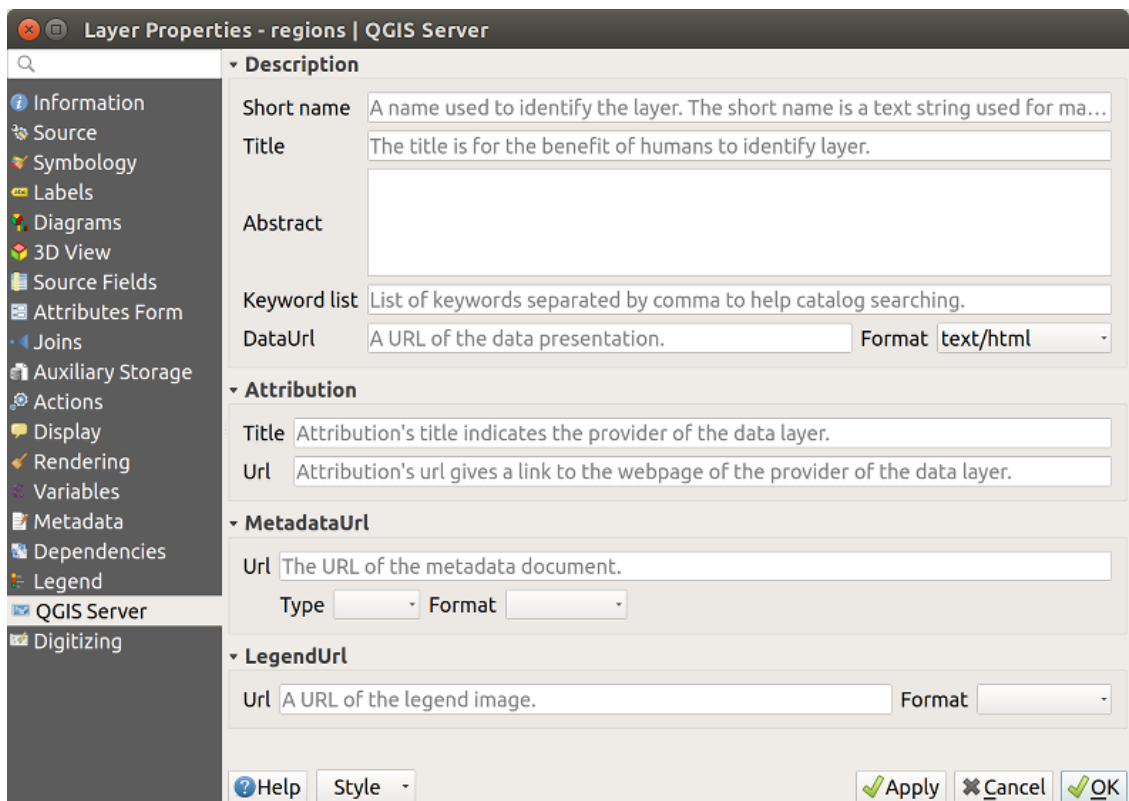 Layer Properties - regions | QGIS Server
Information
Source
Symbology
Labels
Diagrams
3D View
Source Fields
Attributes Form
Joins
Auxiliary Storage
Actions
Display
Rendering
Variables
Metadata
Dependencies
Legend
QGIS Server
Digitizing
Description
Short name A name used to identify the layer. The short name is a text string used for ma...
Title The title is for the benefit of humans to identify layer.
Abstract
Keyword list List of keywords separated by comma to help catalog searching.
DataUrl A URL of the data presentation. Format text/html
Attribution
Title Attribution's title indicates the provider of the data layer.
Url Attribution's url gives a link to the webpage of the provider of the data layer.
MetadataUrl
Url The URL of the metadata document.
Type Format
LegendUrl
Url A URL of the legend image. Format
Help Style Apply Cancel OK